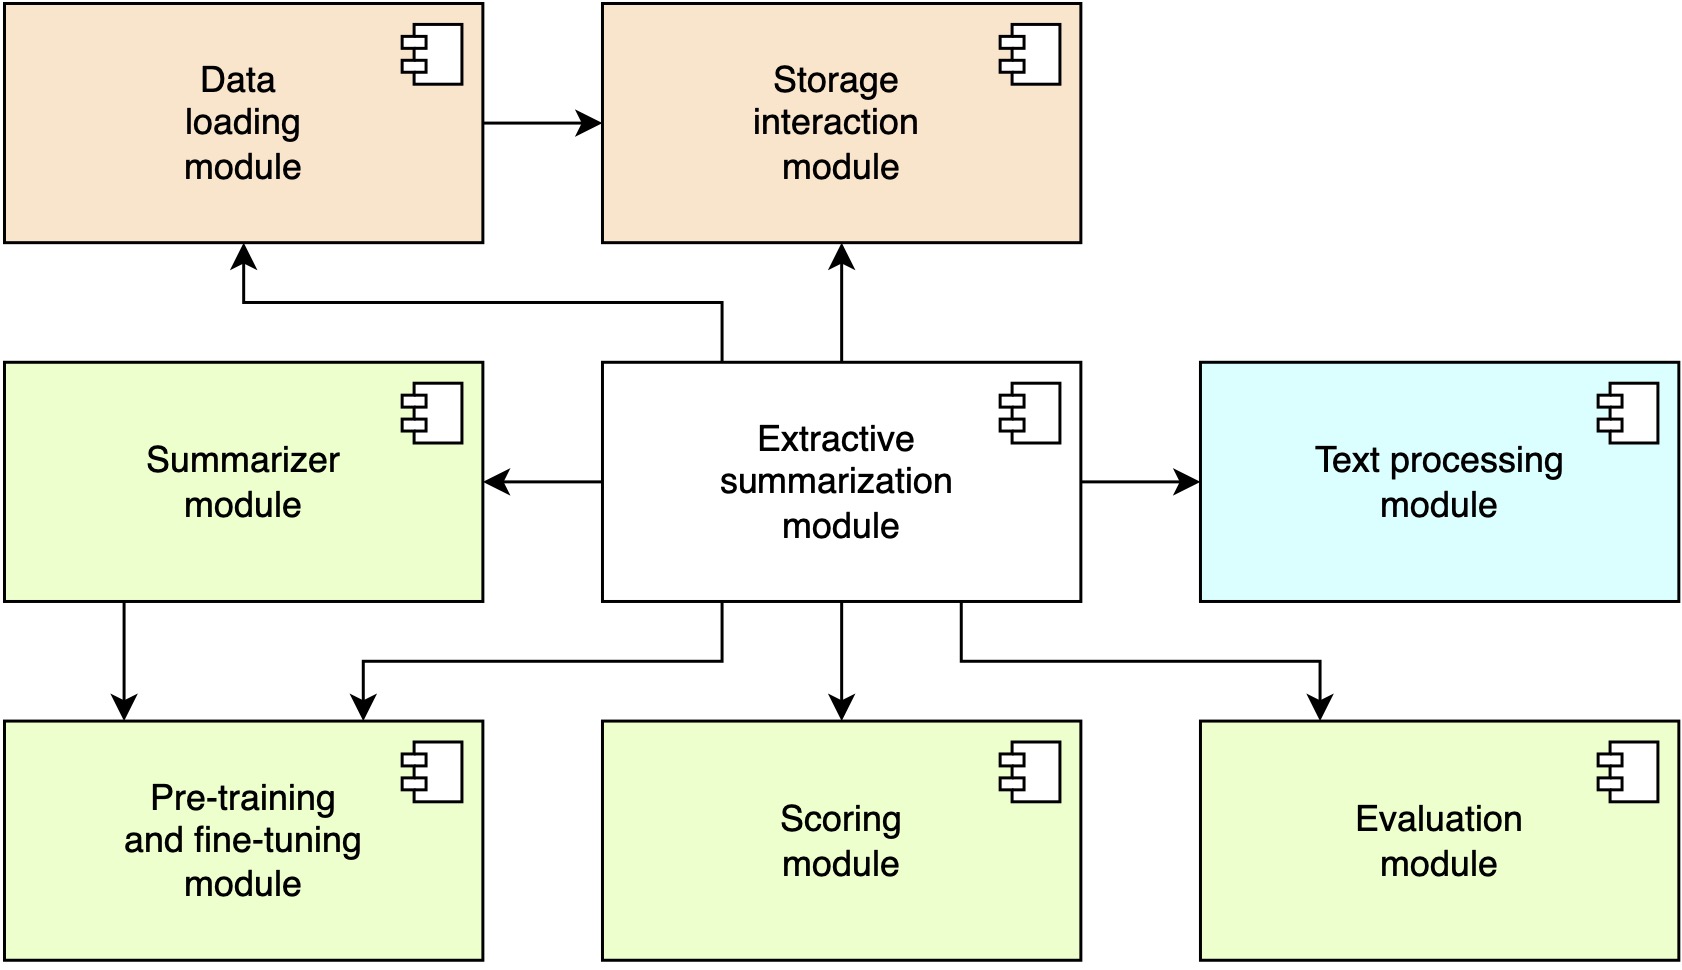 Data
loading
module
Storage
interaction
module
Summarizer
module
Extractive
summarization
module
Text processing
module
Pre-training
and fine-tuning
module
Scoring
module
Evaluation
module